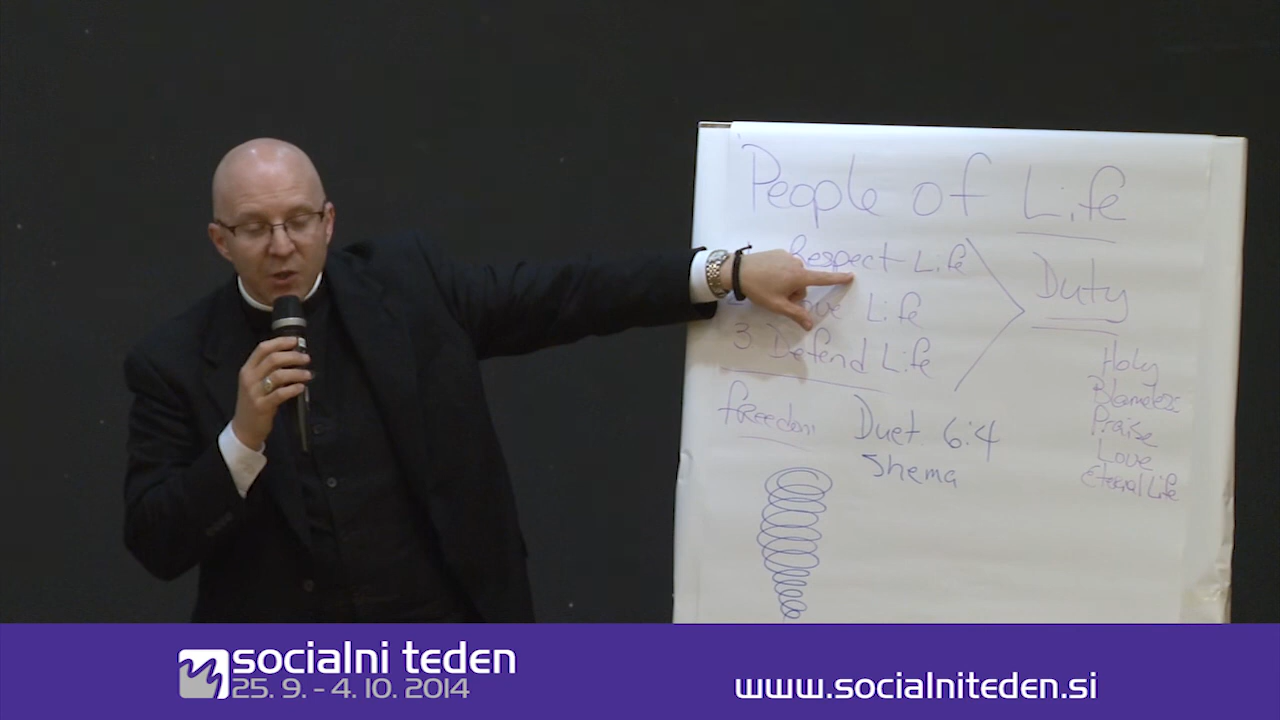 People of Life
Respect Life
Life
3. Defend Life
Duty
Holy
Blameless
Praise
Love
Eternal Life
freedom
Duet 6:4
Shema
socialni teden
25. 9. - 4. 10. 2014
www.socialniteden.si